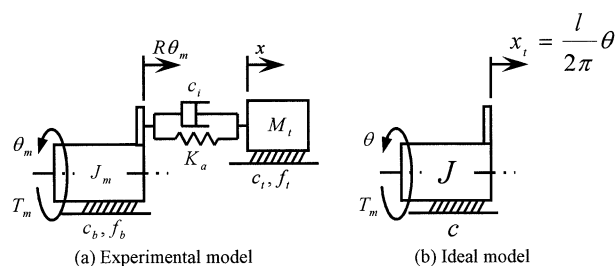 Rθ_m
x
c_i
θ_m
M_t
J_m
K_a
T_m
c_t, f_t
c_b, f_b
(a) Experimental model
x_t = l/2π θ
θ
J
T_m
c
(b) Ideal model